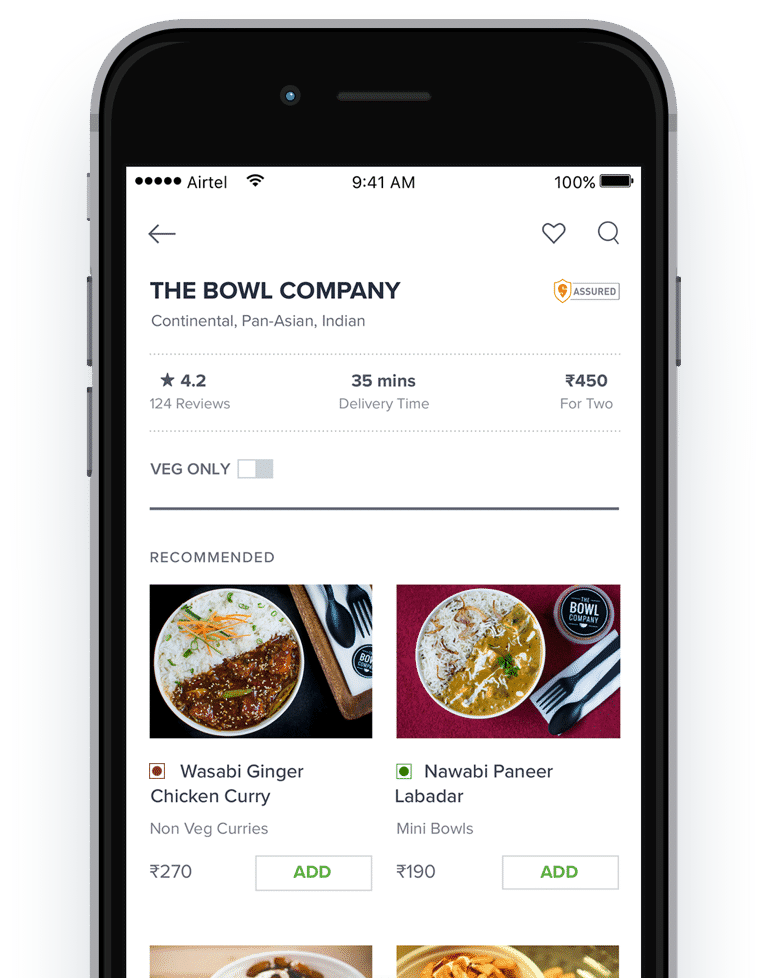 Airtel 9:41 AM 100%
THE BOWL COMPANY ASSURED
Continental, Pan-Asian, Indian
★ 4.2 35 mins ₹450
124 Reviews Delivery Time For Two
VEG ONLY
RECOMMENDED
THE
BOWL
COMPANY
Wasabi Ginger
Chicken Curry
Non Veg Curries
₹270 ADD
Nawabi Paneer
Labadar
Mini Bowls
₹190 ADD